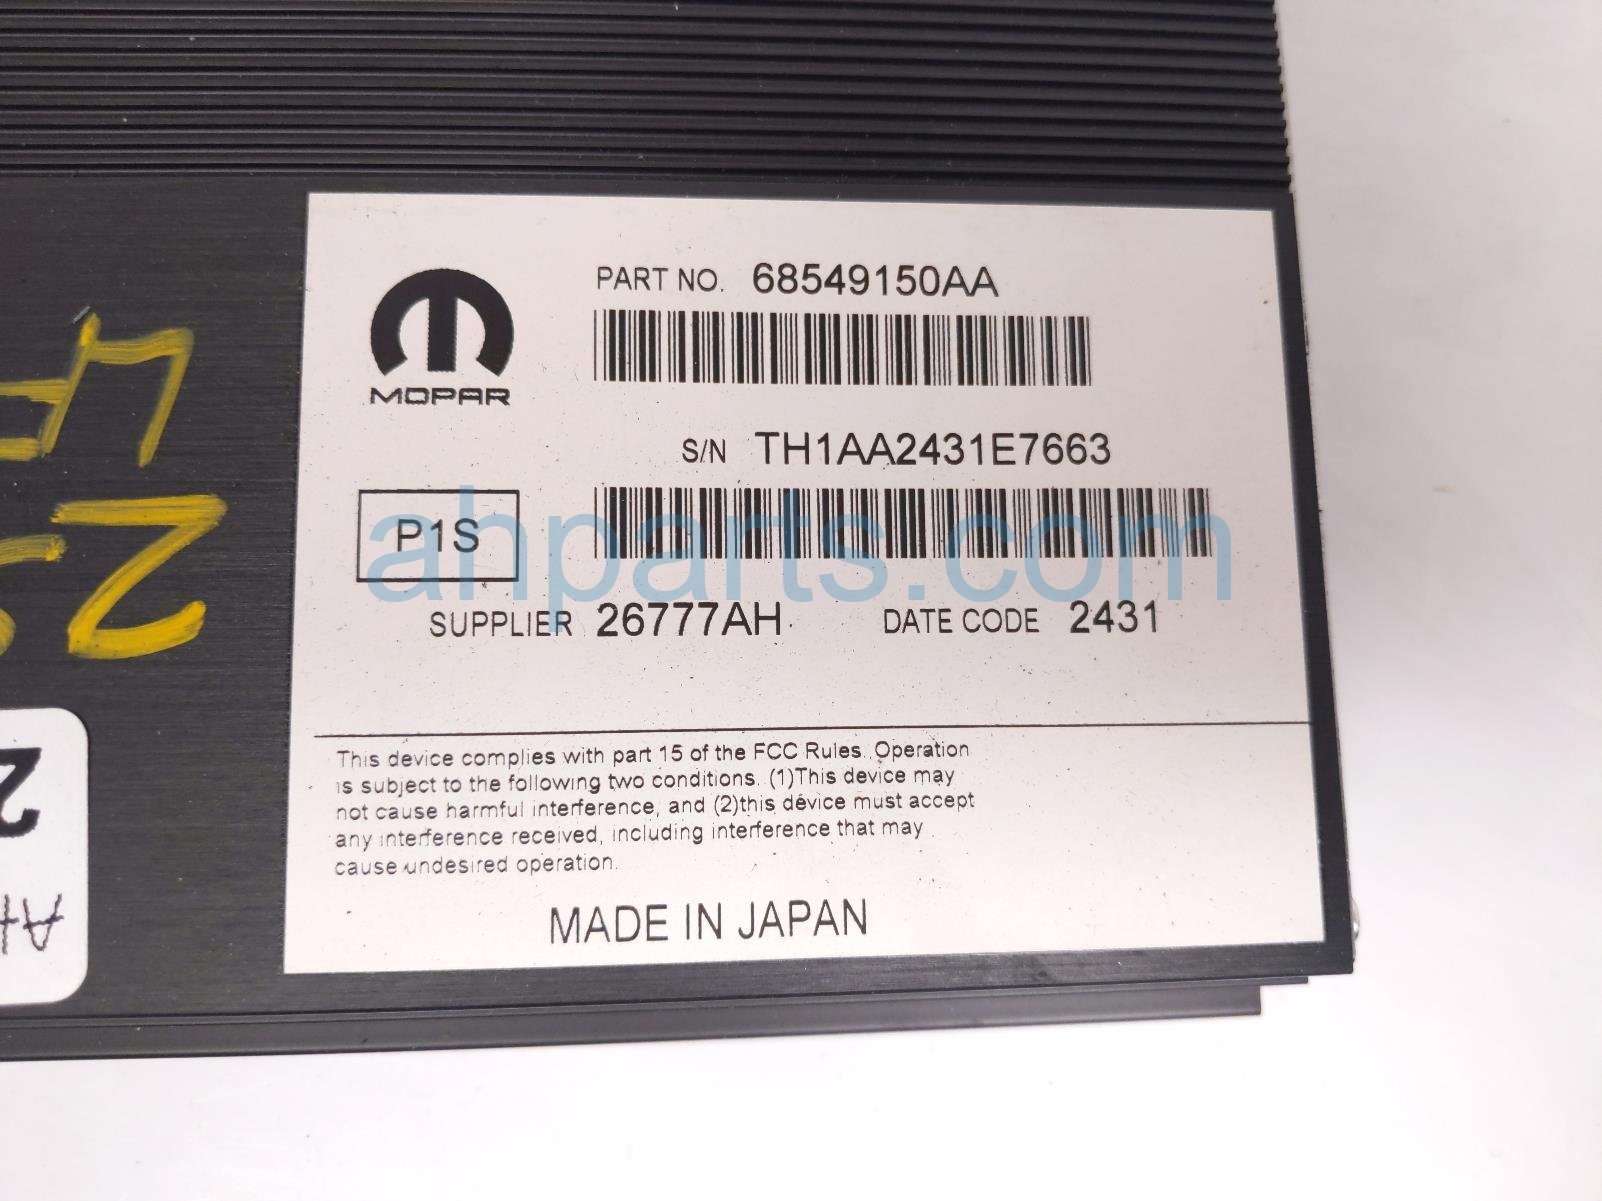 PART NO. 68549150AA
MOPAR
S/N TH1AA2431E7663
P1S
ahparts.com
SUPPLIER 26777AH DATE CODE 2431
This device complies with part 15 of the FCC Rules. Operation
is subject to the following two conditions. (1)This device may
not cause harmful interference, and (2)this device must accept
any interference received, including interference that may
cause undesired operation.
MADE IN JAPAN